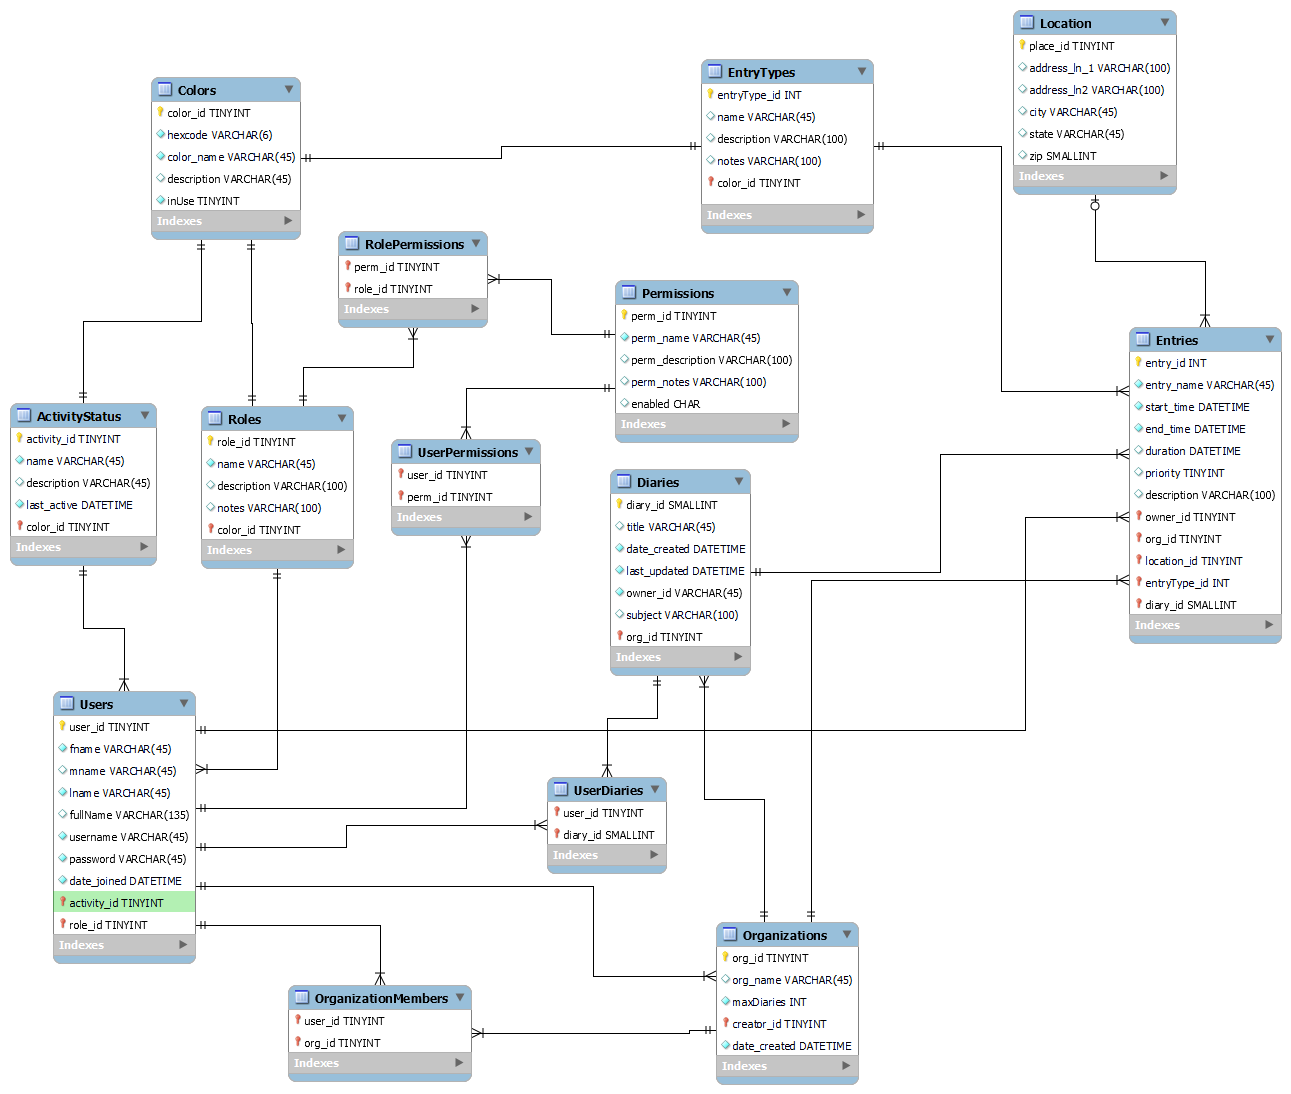 Location
place_id TINYINT
address_ln_1 VARCHAR(100)
address_ln2 VARCHAR(100)
city VARCHAR(45)
state VARCHAR(45)
zip SMALLINT
Indexes
EntryTypes
entryType_id INT
name VARCHAR(45)
description VARCHAR(100)
notes VARCHAR(100)
color_id TINYINT
Indexes
Colors
color_id TINYINT
hexcode VARCHAR(6)
color_name VARCHAR(45)
description VARCHAR(45)
inUse TINYINT
Indexes
RolePermissions
perm_id TINYINT
role_id TINYINT
Indexes
Permissions
perm_id TINYINT
perm_name VARCHAR(45)
perm_description VARCHAR(100)
perm_notes VARCHAR(100)
enabled CHAR
Indexes
Entries
entry_id INT
entry_name VARCHAR(45)
start_time DATETIME
end_time DATETIME
duration DATETIME
priority TINYINT
description VARCHAR(100)
owner_id TINYINT
org_id TINYINT
location_id TINYINT
entryType_id INT
diary_id SMALLINT
Indexes
ActivityStatus
activity_id TINYINT
name VARCHAR(45)
description VARCHAR(45)
last_active DATETIME
color_id TINYINT
Indexes
Roles
role_id TINYINT
name VARCHAR(45)
description VARCHAR(100)
notes VARCHAR(100)
color_id TINYINT
Indexes
UserPermissions
user_id TINYINT
perm_id TINYINT
Indexes
Diaries
diary_id SMALLINT
title VARCHAR(45)
date_created DATETIME
last_updated DATETIME
owner_id VARCHAR(45)
subject VARCHAR(100)
org_id TINYINT
Indexes
Users
user_id TINYINT
fname VARCHAR(45)
mname VARCHAR(45)
lname VARCHAR(45)
fullName VARCHAR(135)
username VARCHAR(45)
password VARCHAR(45)
date_joined DATETIME
activity_id TINYINT
role_id TINYINT
Indexes
UserDiaries
user_id TINYINT
diary_id SMALLINT
Indexes
Organizations
org_id TINYINT
org_name VARCHAR(45)
maxDiaries INT
creator_id TINYINT
date_created DATETIME
Indexes
OrganizationMembers
user_id TINYINT
org_id TINYINT
Indexes